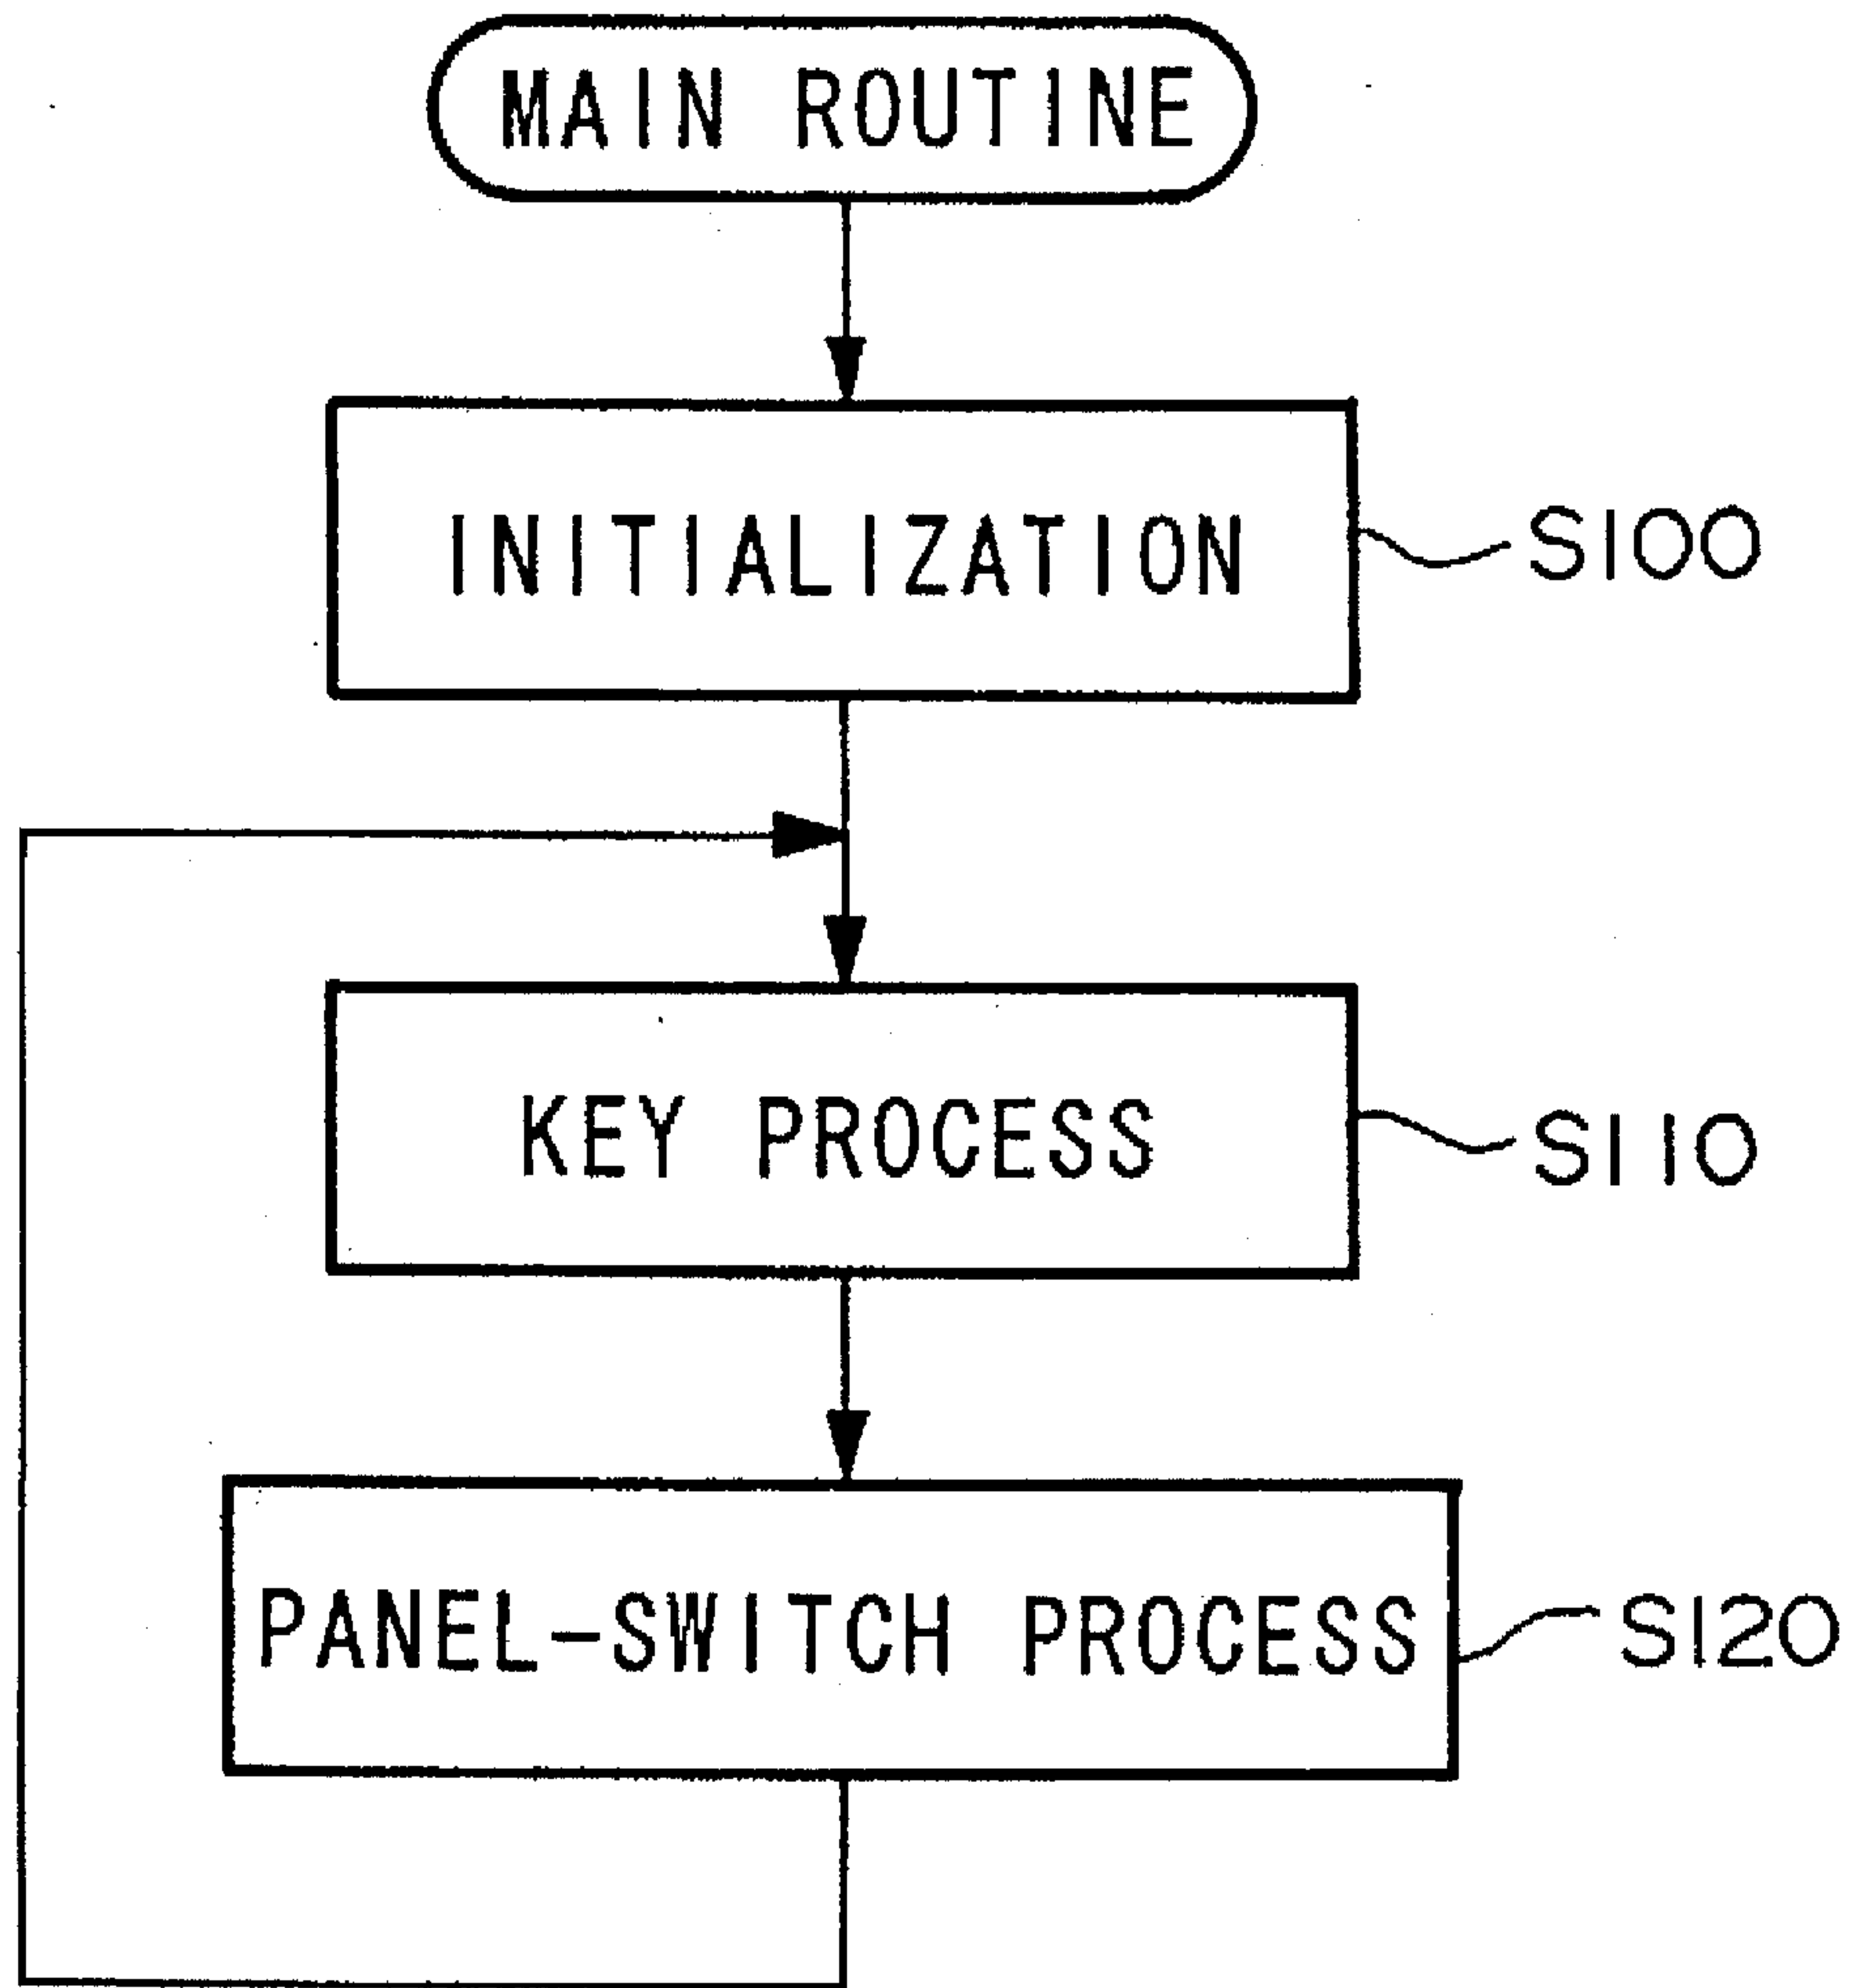 MAIN ROUTINE
INITIALIZATION
S100
KEY PROCESS
S110
PANEL-SWITCH PROCESS
S120